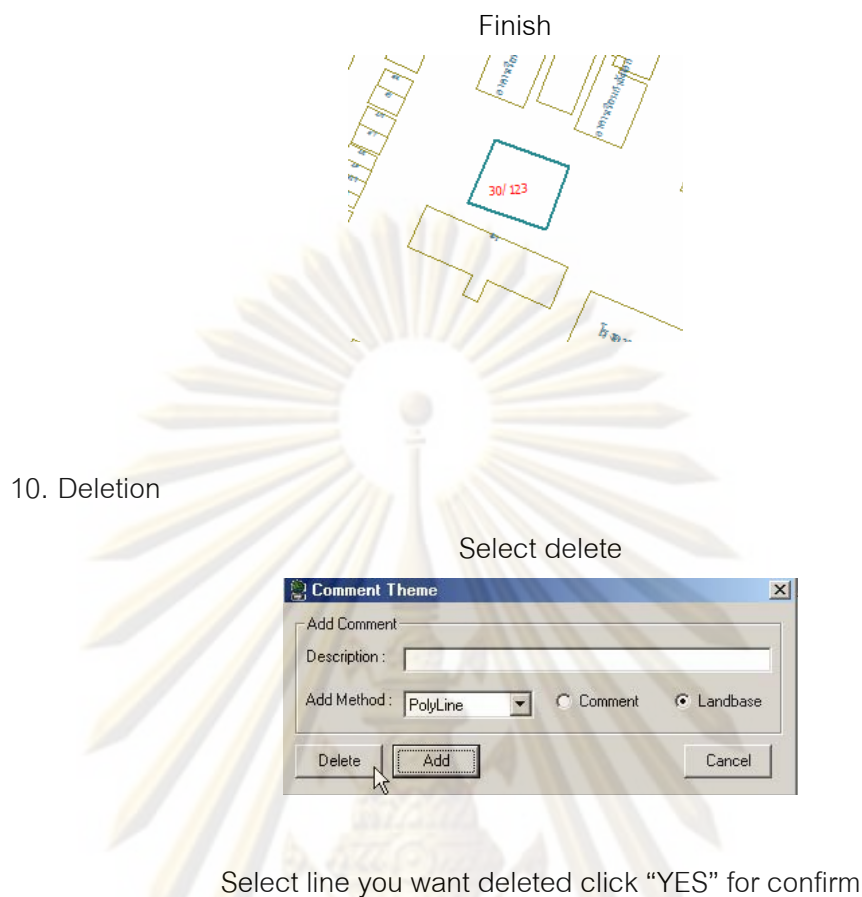 Finish
30/ 123
10. Deletion
Select delete
Comment Theme
Add Comment
Description :
Add Method : PolyLine Comment Landbase
Delete Add Cancel
Select line you want deleted click “YES” for confirm